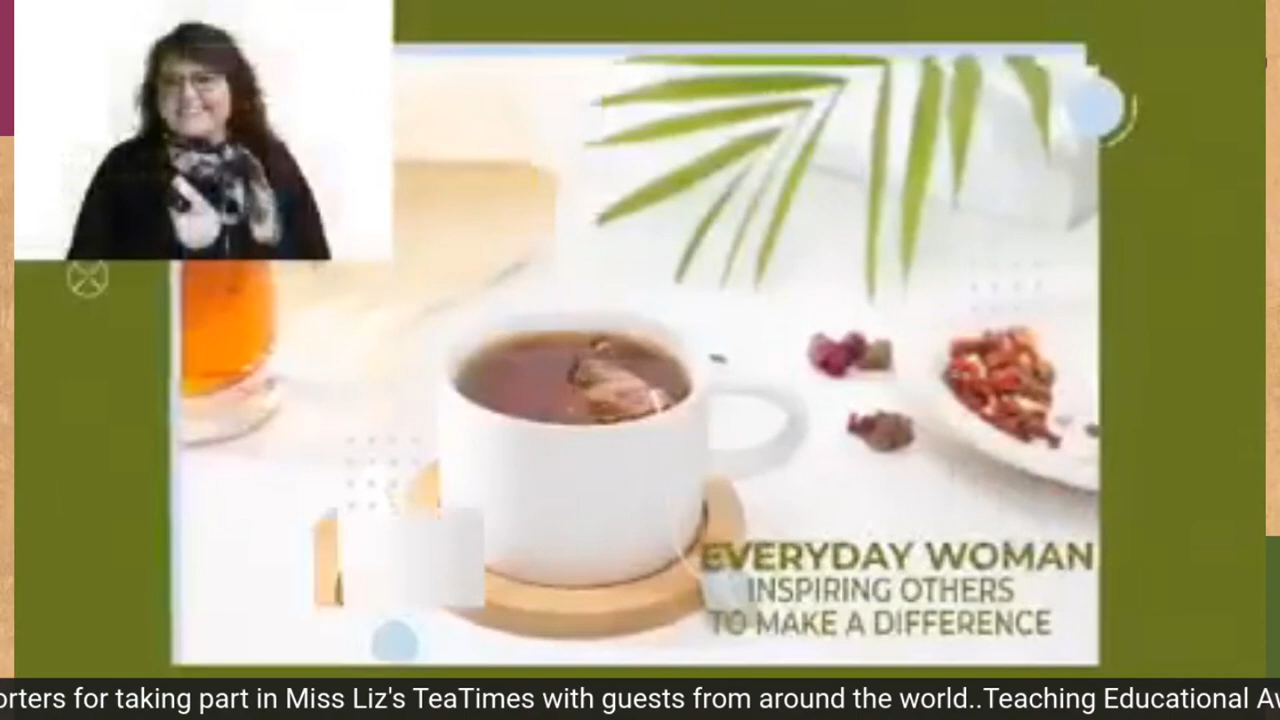 EVERYDAY WOMAN
INSPIRING OTHERS
TO MAKE A DIFFERENCE
orters for taking part in Miss Liz's TeaTimes with guests from around the world..Teaching Educational Av